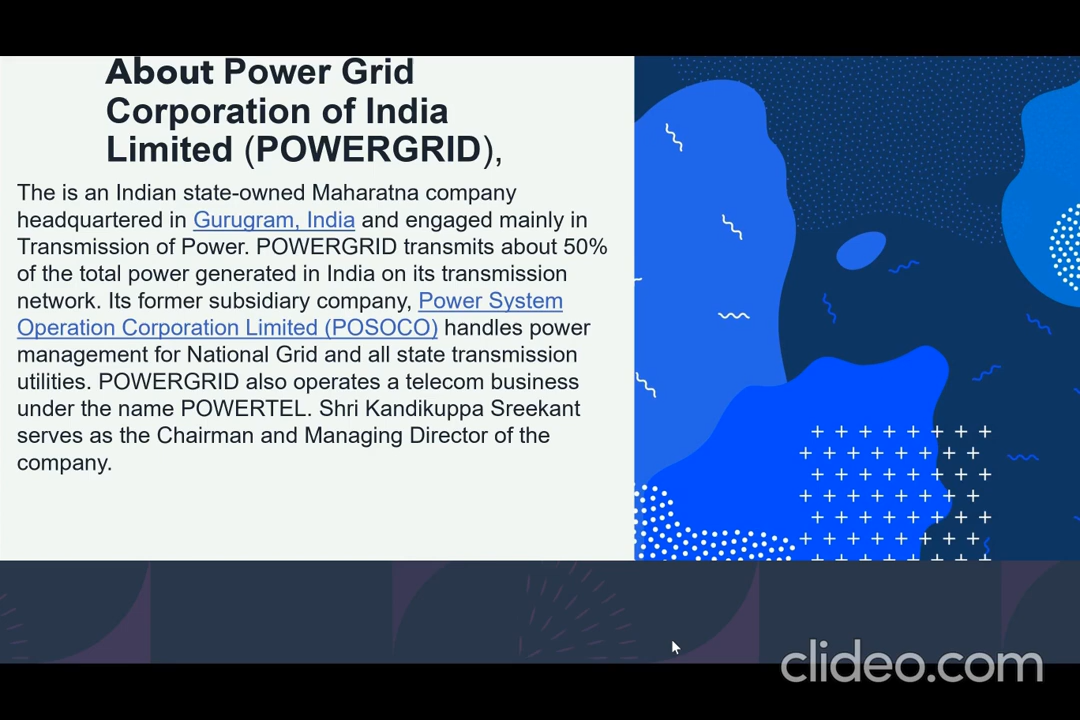 About Power Grid
Corporation of India
Limited (POWERGRID),
The is an Indian state-owned Maharatna company
headquartered in Gurugram, India and engaged mainly in
Transmission of Power. POWERGRID transmits about 50%
of the total power generated in India on its transmission
network. Its former subsidiary company, Power System
Operation Corporation Limited (POSOCO) handles power
management for National Grid and all state transmission
utilities. POWERGRID also operates a telecom business
under the name POWERTEL. Shri Kandikuppa Sreekant
serves as the Chairman and Managing Director of the
company.
clideo.com